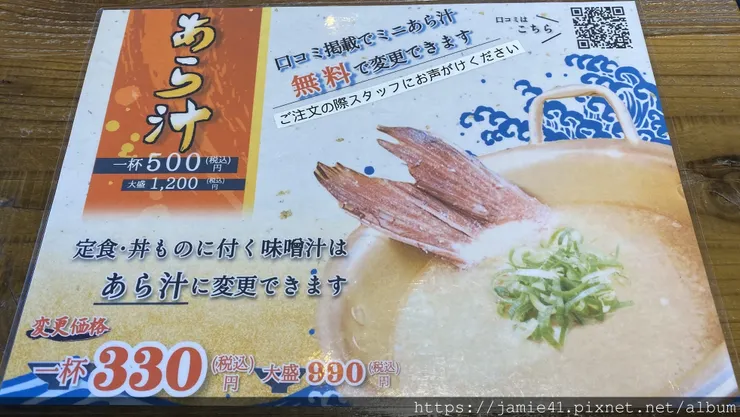 あら汁
一杯500円(税込)
大盛1,200円(税込)
口コミ掲載でミニあら汁
無料で変更できます
ご注文の際スタッフにお声がけください
口コミは
こちら
定食・丼ものに付く味噌汁は
あら汁に変更できます
変更価格
一杯330円(税込) 大盛990円(税込)
https://jamie41.pixnet.net/album